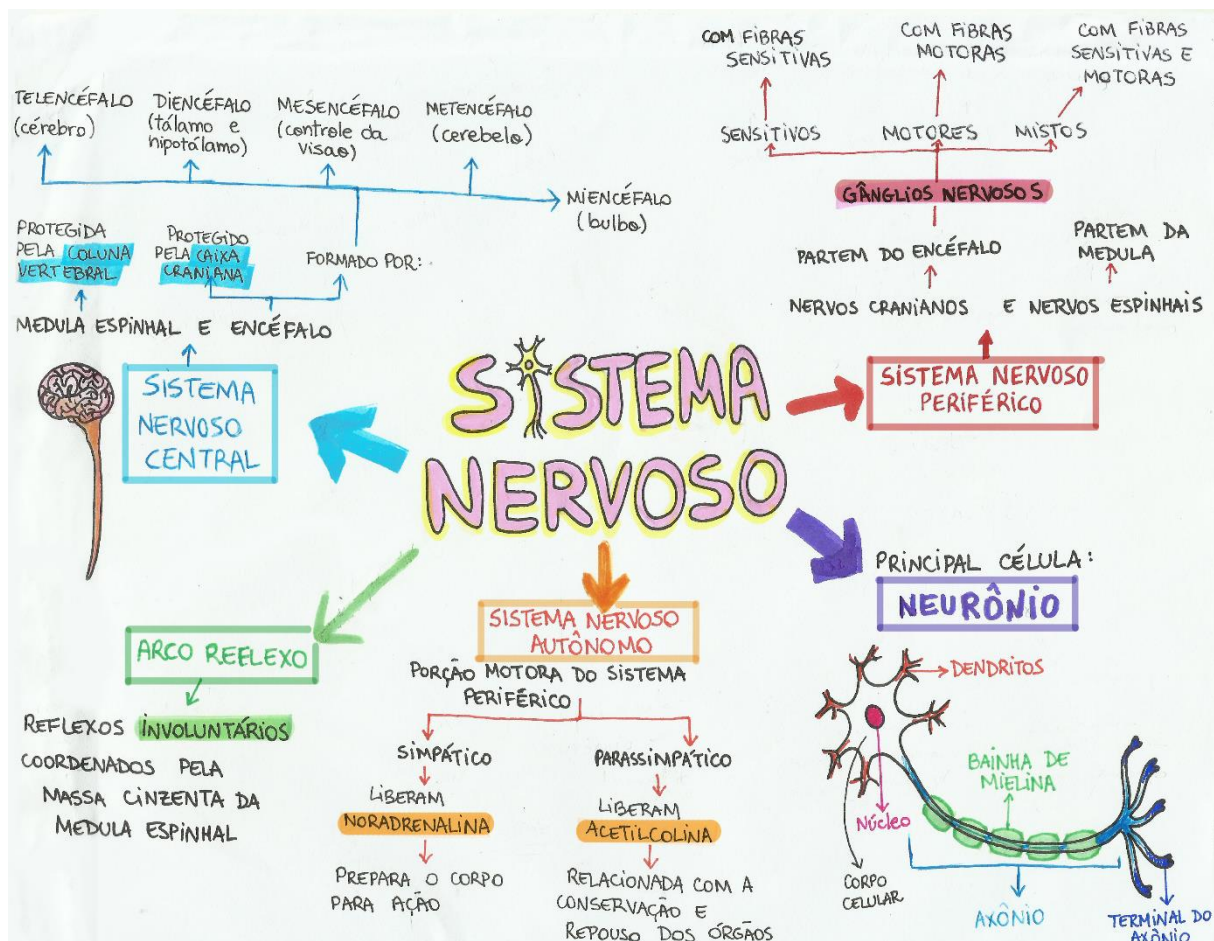 SISTEMA
NERVOSO
TELENCÉFALO
(cérebro)
DIENCÉFALO
(tálamo e
hipotálamo)
MESENCÉFALO
(controle da
visão)
METENCÉFALO
(cerebelo)
MIENCÉFALO
(bulbo)
PROTEGIDA
PELA COLUNA
VERTEBRAL
PROTEGIDO
PELA CAIXA
CRANIANA
FORMADO POR:
MEDULA ESPINHAL E ENCÉFALO
SISTEMA
NERVOSO
CENTRAL
COM FIBRAS
SENSITIVAS
COM FIBRAS
MOTORAS
COM FIBRAS
SENSITIVAS E
MOTORAS
SENSITIVOS
MOTORES
MISTOS
GÂNGLIOS NERVOSOS
PARTEM DO ENCÉFALO
PARTEM DA
MEDULA
NERVOS CRANIANOS E NERVOS ESPINHAIS
SISTEMA NERVOSO
PERIFÉRICO
ARCO REFLEXO
REFLEXOS INVOLUNTÁRIOS
COORDENADOS PELA
MASSA CINZENTA DA
MEDULA ESPINHAL
SISTEMA NERVOSO
AUTÔNOMO
PORÇÃO MOTORA DO SISTEMA
PERIFÉRICO
SIMPÁTICO
LIBERAM
NORADRENALINA
PREPARA O CORPO
PARA AÇÃO
PARASSIMPÁTICO
LIBERAM
ACETILCOLINA
RELACIONADA COM A
CONSERVAÇÃO E
REPOUSO DOS ÓRGÃOS
PRINCIPAL CÉLULA:
NEURÔNIO
DENDRITOS
BAINHA DE
MIELINA
NÚCLEO
CORPO
CELULAR
AXÔNIO
TERMINAL DO
AXÔNIO